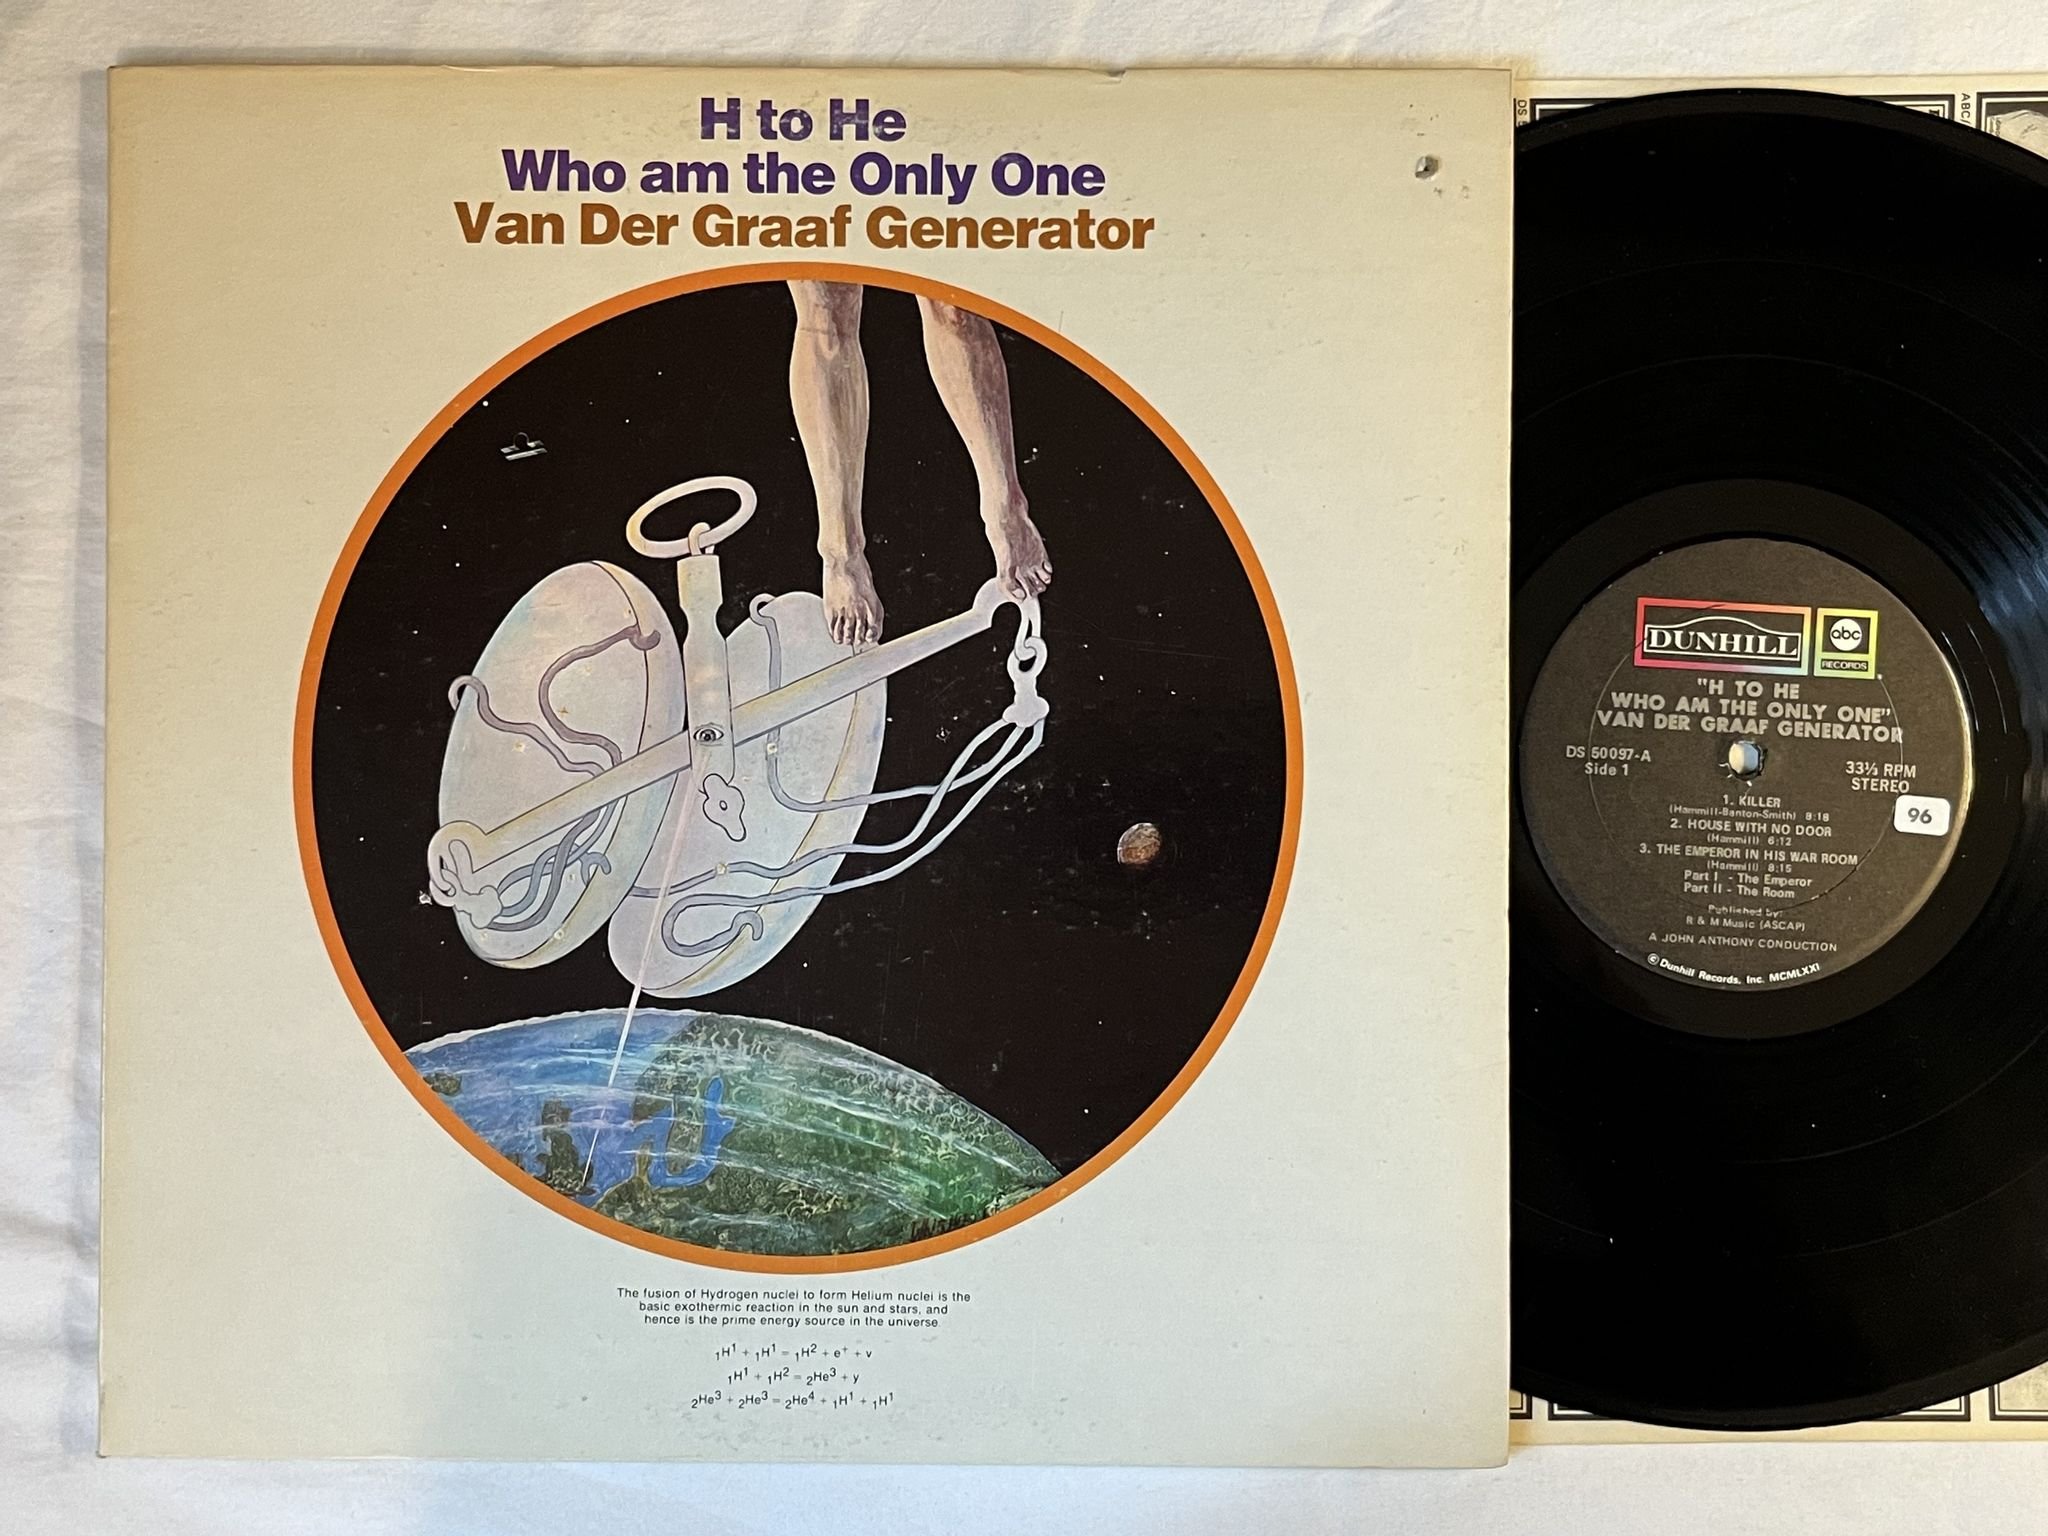 H to He
Who am the Only One
Van Der Graaf Generator
The fusion of Hydrogen nuclei to form Helium nuclei is the
basic exothermic reaction in the sun and stars, and
hence is the prime energy source in the universe.
₁H¹ + ₁H¹ = ₁H² + e⁺ + v
₁H¹ + ₁H² = ₂He³ + y
₂He³ + ₂He³ = ₂He⁴ + ₁H¹ + ₁H¹
DUNHILL
abc
RECORDS
"H TO HE
WHO AM THE ONLY ONE"
VAN DER GRAAF GENERATOR
DS 50097-A
Side 1
33⅓ RPM
STEREO
96
1. KILLER
(Hammill-Banton-Smith) 8:18
2. HOUSE WITH NO DOOR
(Hammill) 6:12
3. THE EMPEROR IN HIS WAR ROOM
(Hammill) 8:15
Part I - The Emperor
Part II - The Room
Published by:
R & M Music (ASCAP)
A JOHN ANTHONY CONDUCTION
© Dunhill Records, Inc. MCMLXXI
DS
ABC/